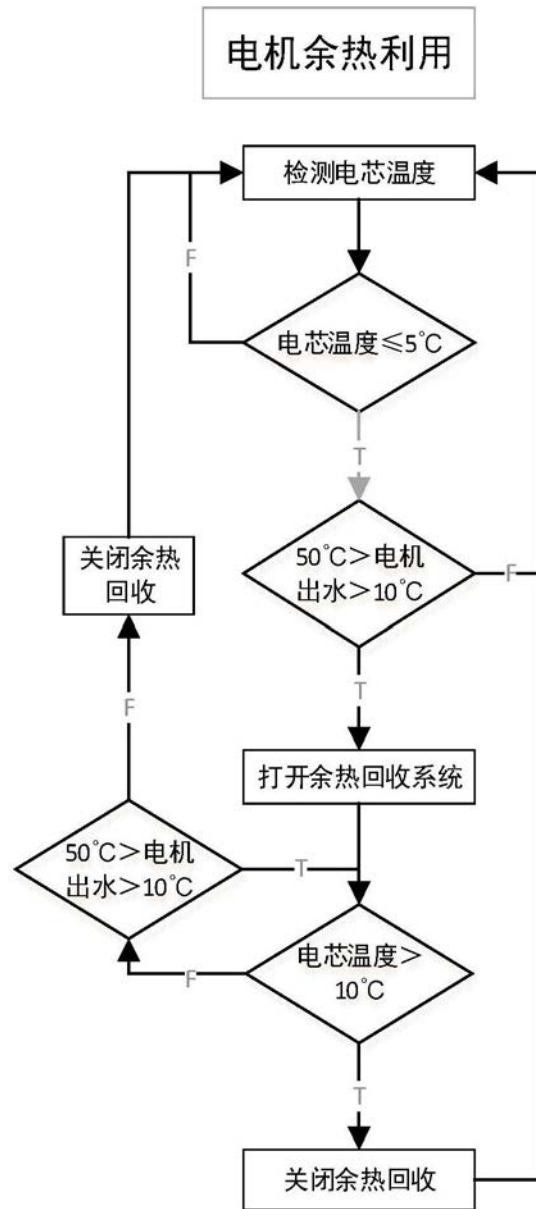 电机余热利用
检测电芯温度
F
电芯温度≤5℃
T
50℃＞电机
出水＞10℃
F
关闭余热
回收
T
F
打开余热回收系统
50℃＞电机
出水＞10℃
T
电芯温度＞
10℃
F
T
关闭余热回收